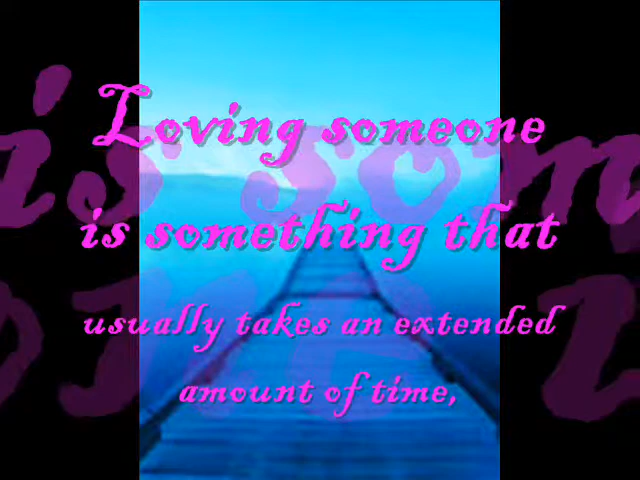 Loving someone
is something that
usually takes an extended
amount of time,